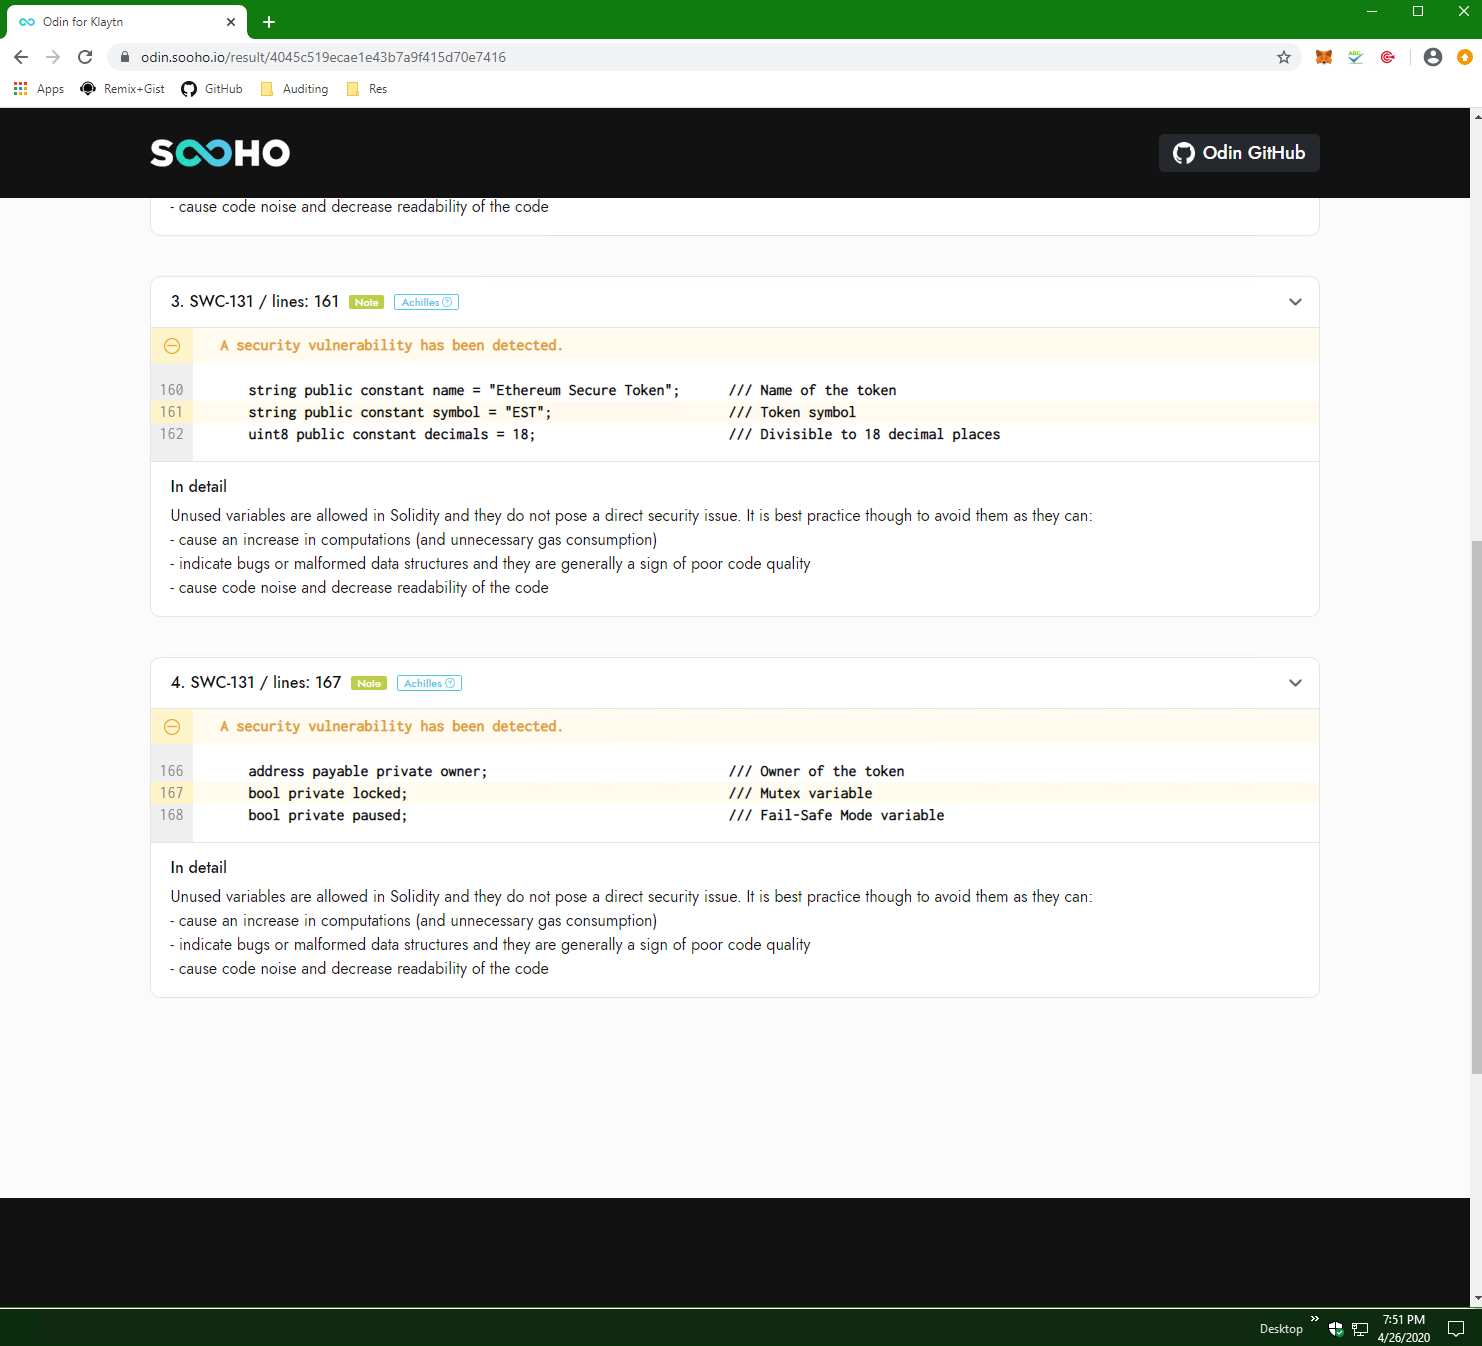 Odin for Klaytn
odin.sooho.io/result/4045c519ecae1e43b7a9f415d70e7416
Apps Remix+Gist GitHub Auditing Res
SOOHO
Odin GitHub
- cause code noise and decrease readability of the code
3. SWC-131 / lines: 161 Note Achilles ?
A security vulnerability has been detected.
160 string public constant name = "Ethereum Secure Token"; /// Name of the token
161 string public constant symbol = "EST"; /// Token symbol
162 uint8 public constant decimals = 18; /// Divisible to 18 decimal places
In detail
Unused variables are allowed in Solidity and they do not pose a direct security issue. It is best practice though to avoid them as they can:
- cause an increase in computations (and unnecessary gas consumption)
- indicate bugs or malformed data structures and they are generally a sign of poor code quality
- cause code noise and decrease readability of the code
4. SWC-131 / lines: 167 Note Achilles ?
A security vulnerability has been detected.
166 address payable private owner; /// Owner of the token
167 bool private locked; /// Mutex variable
168 bool private paused; /// Fail-Safe Mode variable
In detail
Unused variables are allowed in Solidity and they do not pose a direct security issue. It is best practice though to avoid them as they can:
- cause an increase in computations (and unnecessary gas consumption)
- indicate bugs or malformed data structures and they are generally a sign of poor code quality
- cause code noise and decrease readability of the code
Desktop
7:51 PM
4/26/2020